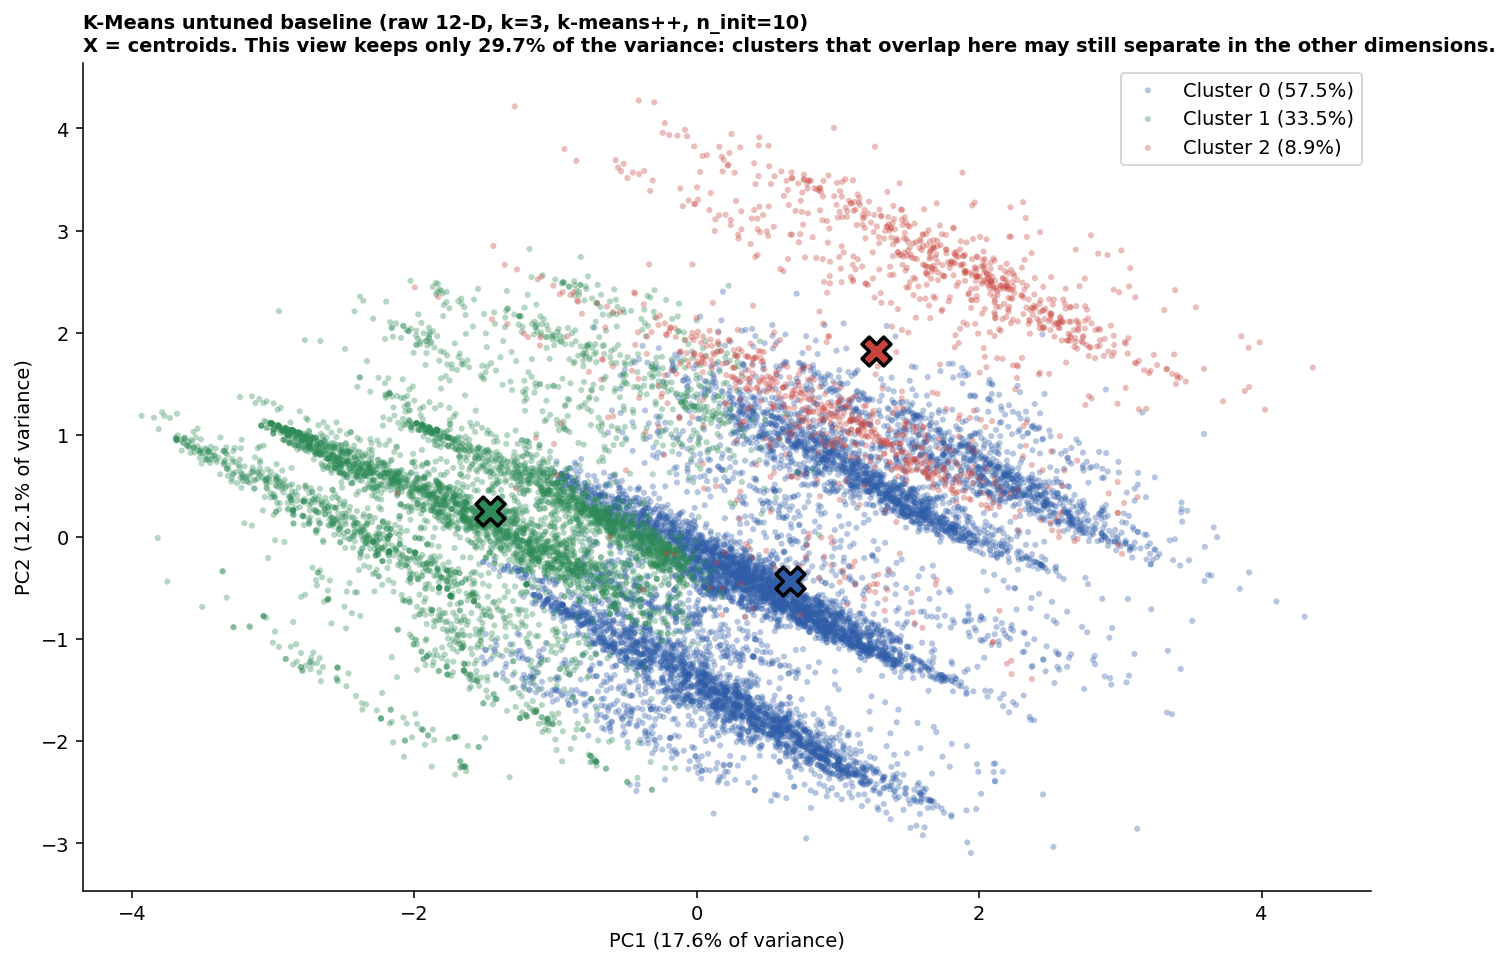 K-Means untuned baseline (raw 12-D, k=3, k-means++, n_init=10)
X = centroids. This view keeps only 29.7% of the variance: clusters that overlap here may still separate in the other dimensions.
Cluster 0 (57.5%)
Cluster 1 (33.5%)
Cluster 2 (8.9%)
4
3
2
1
0
−1
−2
−3
PC2 (12.1% of variance)
−4
−2
0
2
4
PC1 (17.6% of variance)